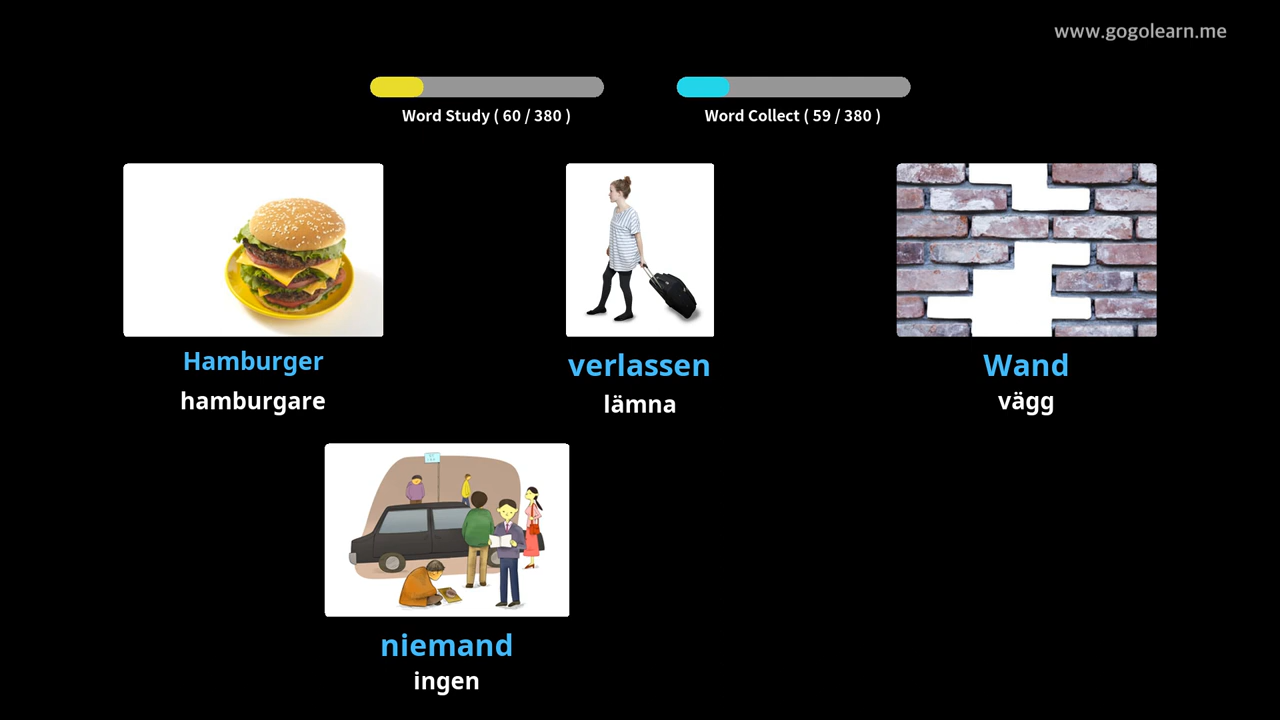 www.gogolearn.me
Word Study ( 60 / 380 )
Word Collect ( 59 / 380 )
Hamburger
hamburgare
verlassen
lämna
Wand
vägg
niemand
ingen